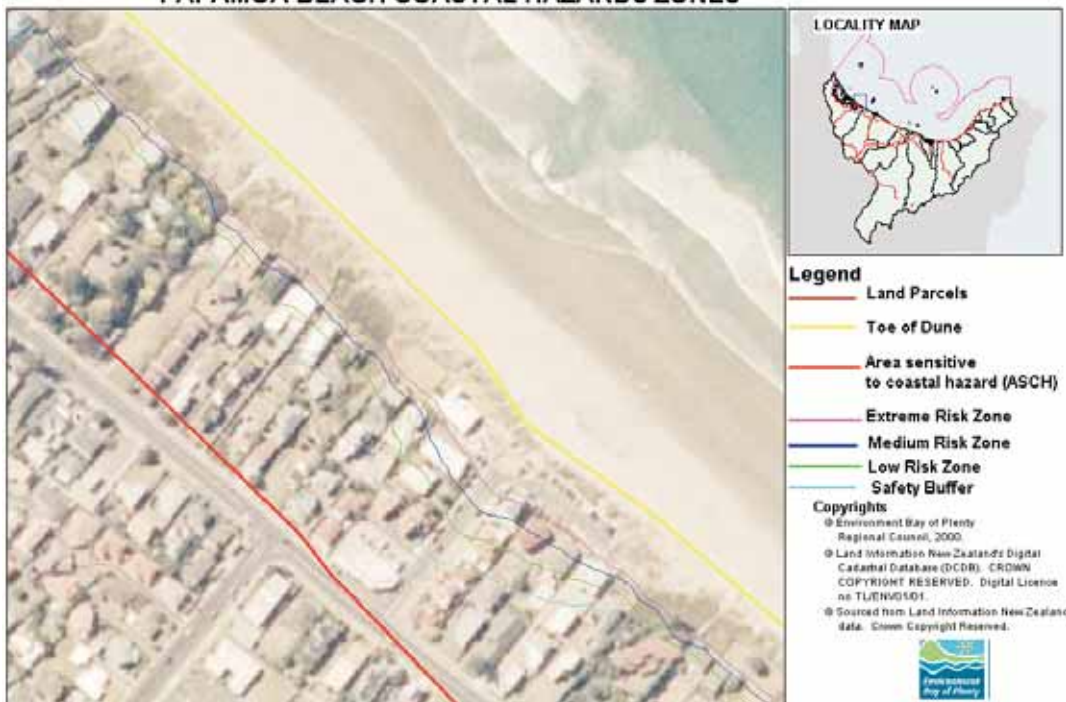 PAPAMOA BEACH COASTAL HAZARDS ZONES
LOCALITY MAP
Legend
Land Parcels
Toe of Dune
Area sensitive
to coastal hazard (ASCH)
Extreme Risk Zone
Medium Risk Zone
Low Risk Zone
Safety Buffer
Copyrights
© Environment Bay of Plenty
Regional Council, 2000.
© Land Information New Zealand's Digital
Cadastral Database (DCDB). CROWN
COPYRIGHT RESERVED. Digital Licence
no TL/ENV01/01.
© Sourced from Land Information New Zealand
data. Crown Copyright Reserved.
Environment
Bay of Plenty